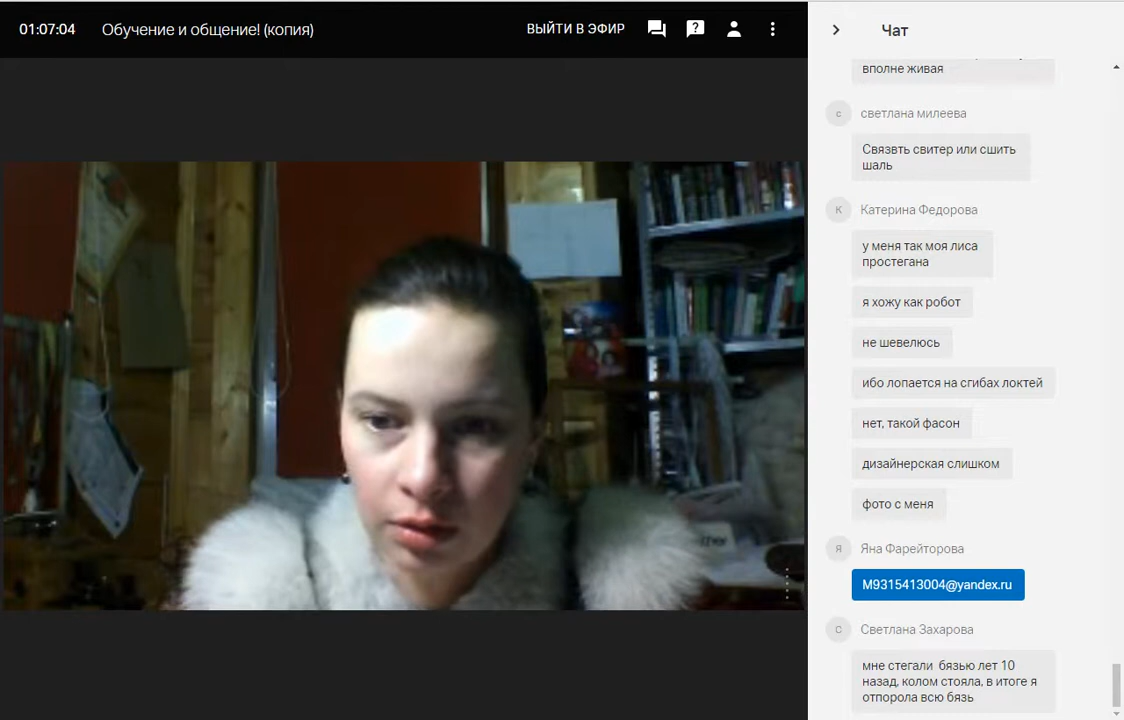 01:07:04
Обучение и общение! (копия)
ВЫЙТИ В ЭФИР
Чат
вполне живая
с
светлана милеева
Связвть свитер или сшить
шаль
К
Катерина Федорова
у меня так моя лиса
простегана
я хожу как робот
не шевелюсь
ибо лопается на сгибах локтей
нет, такой фасон
дизайнерская слишком
фото с меня
Я
Яна Фарейторова
M9315413004@yandex.ru
С
Светлана Захарова
мне стегали бязью лет 10
назад, колом стояла, в итоге я
отпорола всю бязь